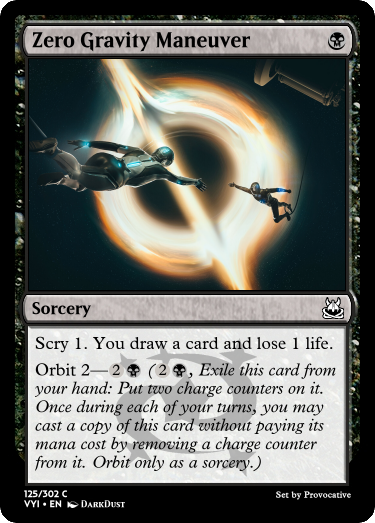 Zero Gravity Maneuver
Sorcery
Scry 1. You draw a card and lose 1 life.
Orbit 2— 2 ( 2 , Exile this card from
your hand: Put two charge counters on it.
Once during each of your turns, you may
cast a copy of this card without paying its
mana cost by removing a charge counter
from it. Orbit only as a sorcery.)
125/302 C
VYI • EN DarkDust
Set by Provocative